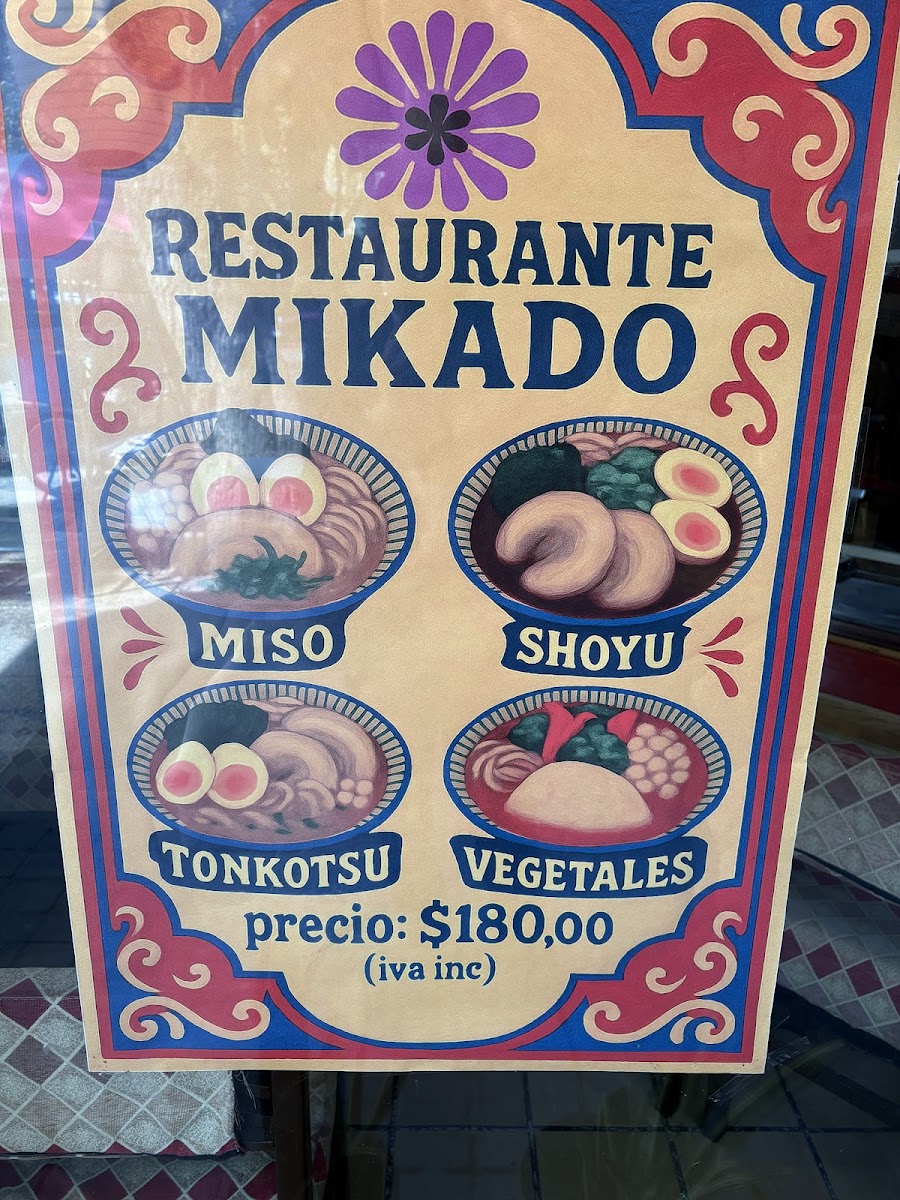 RESTAURANTE
MIKADO
MISO
SHOYU
TONKOTSU
VEGETALES
precio: $180,00
(iva inc)